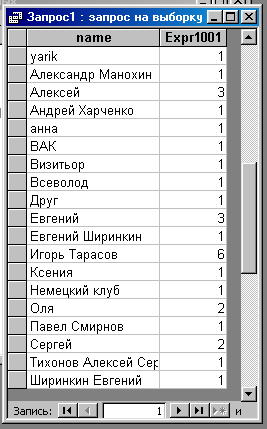 Запрос1 : запрос на выборку
name Expr1001
yarik 1
Александр Манохин 1
Алексей 3
Андрей Харченко 1
анна 1
ВАК 1
Визитьор 1
Всеволод 1
Друг 1
Евгений 3
Евгений Ширинкин 1
Игорь Тарасов 6
Ксения 1
Немецкий клуб 1
Оля 2
Павел Смирнов 1
Сергей 2
Тихонов Алексей Сер 1
Ширинкин Евгений 1
Запись: 1 и